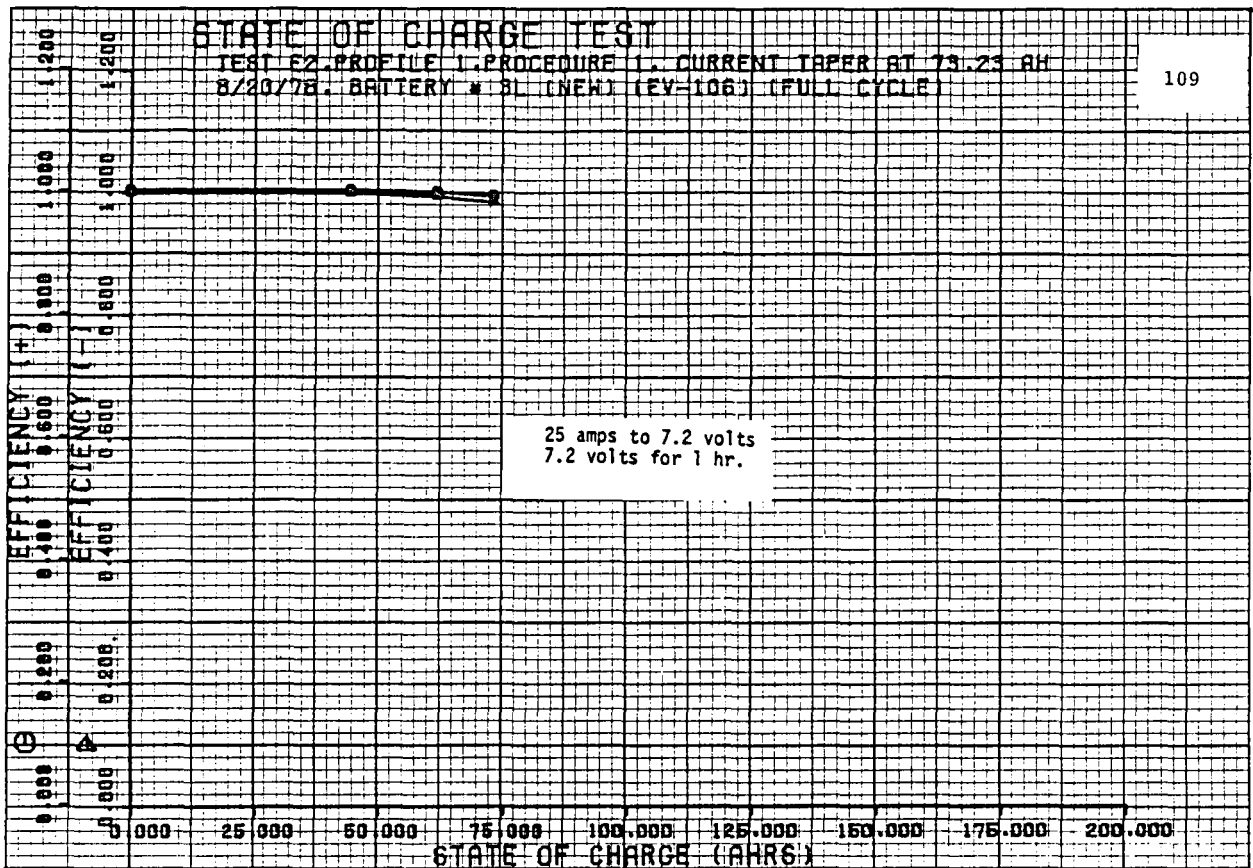 STATE OF CHARGE TEST
TEST 62.PROFILE 1.PROCEDURE 1. CURRENT TAPER AT 73.23 AH
8/20/78. BATTERY # 3L (NEW) (EV-106) (FULL CYCLE)
109
1.200
1.000
0.800
0.600
0.400
0.200
0.000
EFFICIENCY (+)
1.200
1.000
0.800
0.600
0.400
0.200
0.000
EFFICIENCY (-)
25 amps to 7.2 volts
7.2 volts for 1 hr.
0.000 25.000 50.000 75.000 100.000 125.000 150.000 175.000 200.000
STATE OF CHARGE (AHRS)